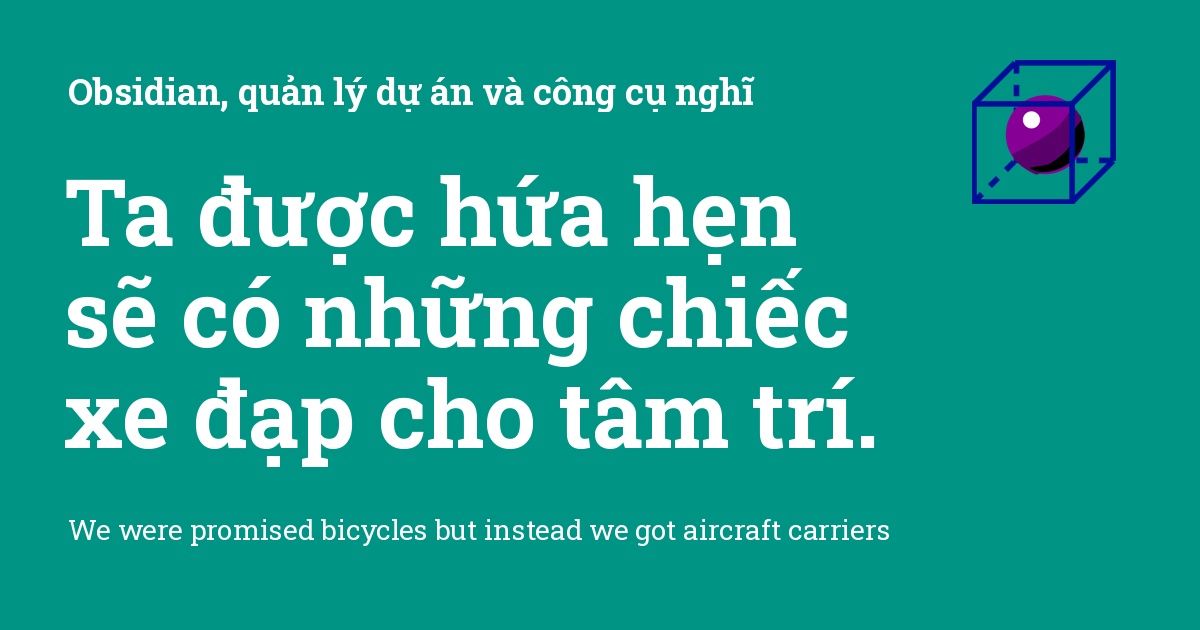 Obsidian, quản lý dự án và công cụ nghĩ
Ta được hứa hẹn
sẽ có những chiếc
xe đạp cho tâm trí.
We were promised bicycles but instead we got aircraft carriers